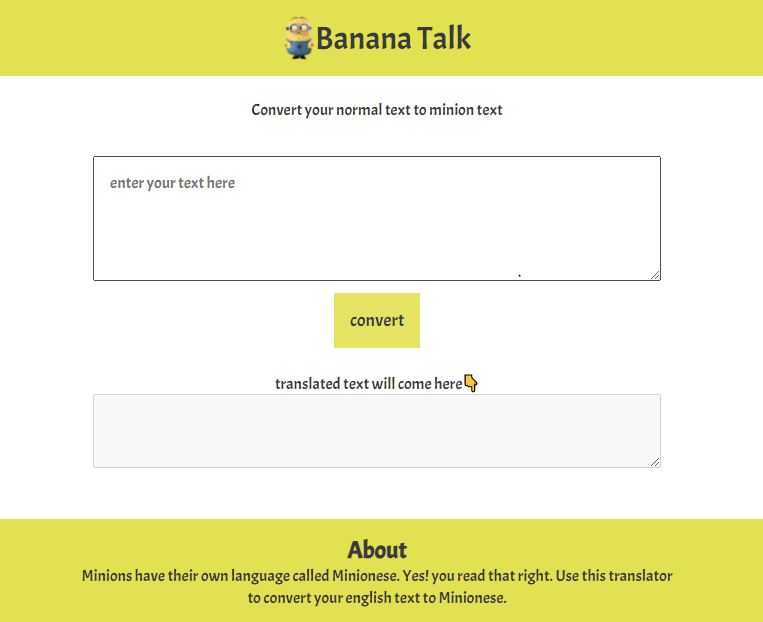 Banana Talk
Convert your normal text to minion text
enter your text here
convert
translated text will come here👇
About
Minions have their own language called Minionese. Yes! you read that right. Use this translator
to convert your english text to Minionese.